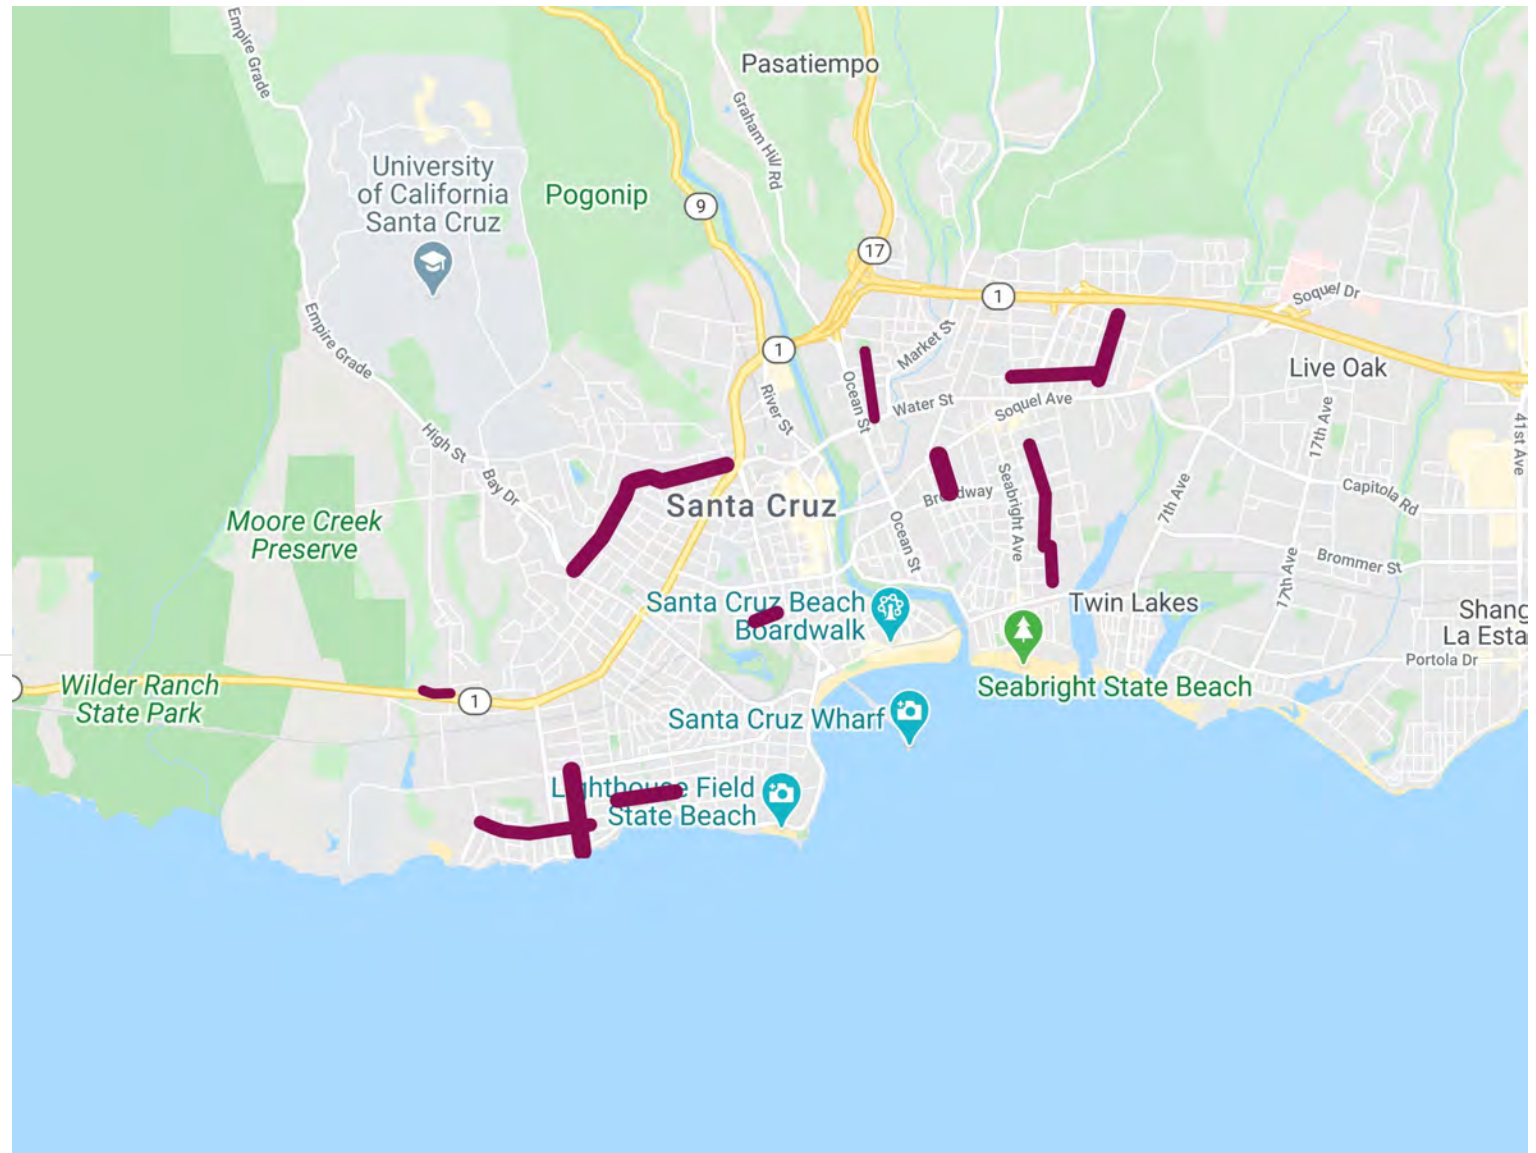 Empire Grade
Pasatiempo
Graham Hill Rd
University
of California
Santa Cruz
Pogonip
9
17
1
Soquel Dr
Empire Grade
Market St
1
Live Oak
Ocean St
River St
Water St
Soquel Ave
17th Ave
41st Ave
High St
Bay Dr
Santa Cruz
Seabright Ave
7th Ave
Capitola Rd
Moore Creek
Preserve
Ocean St
Brommer St
17th Ave
Santa Cruz Beach
Boardwalk
Twin Lakes
Shang
La Esta
Portola Dr
Wilder Ranch
State Park
1
Seabright State Beach
Santa Cruz Wharf
Field
State Beach